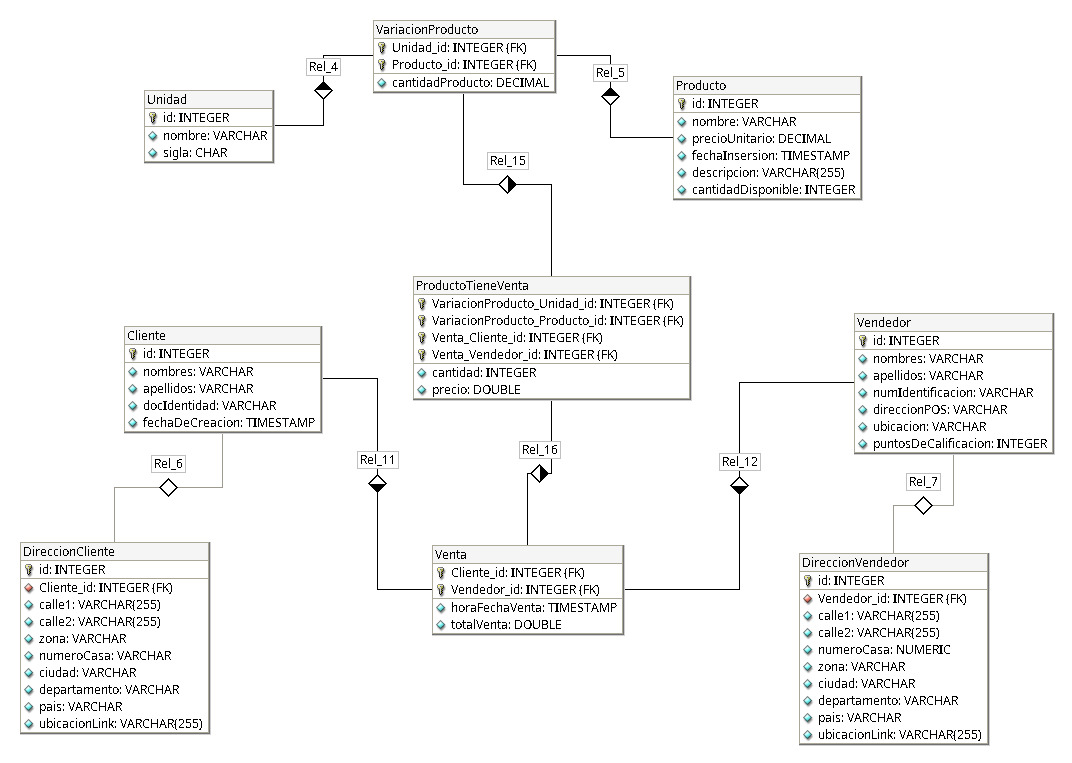 VariacionProducto
Unidad_id: INTEGER (FK)
Producto_id: INTEGER (FK)
cantidadProducto: DECIMAL
Rel_4
Rel_5
Unidad
id: INTEGER
nombre: VARCHAR
sigla: CHAR
Producto
id: INTEGER
nombre: VARCHAR
precioUnitario: DECIMAL
fechaInsersion: TIMESTAMP
descripcion: VARCHAR(255)
cantidadDisponible: INTEGER
Rel_15
ProductoTieneVenta
VariacionProducto_Unidad_id: INTEGER (FK)
VariacionProducto_Producto_id: INTEGER (FK)
Venta_Cliente_id: INTEGER (FK)
Venta_Vendedor_id: INTEGER (FK)
cantidad: INTEGER
precio: DOUBLE
Cliente
id: INTEGER
nombres: VARCHAR
apellidos: VARCHAR
docIdentidad: VARCHAR
fechaDeCreacion: TIMESTAMP
Vendedor
id: INTEGER
nombres: VARCHAR
apellidos: VARCHAR
numIdentificacion: VARCHAR
direccionPOS: VARCHAR
ubicacion: VARCHAR
puntosDeCalificacion: INTEGER
Rel_6
Rel_11
Rel_16
Rel_12
Rel_7
DireccionCliente
id: INTEGER
Cliente_id: INTEGER (FK)
calle1: VARCHAR(255)
calle2: VARCHAR(255)
zona: VARCHAR
numeroCasa: VARCHAR
ciudad: VARCHAR
departamento: VARCHAR
pais: VARCHAR
ubicacionLink: VARCHAR(255)
Venta
Cliente_id: INTEGER (FK)
Vendedor_id: INTEGER (FK)
horaFechaVenta: TIMESTAMP
totalVenta: DOUBLE
DireccionVendedor
id: INTEGER
Vendedor_id: INTEGER (FK)
calle1: VARCHAR(255)
calle2: VARCHAR(255)
numeroCasa: NUMERIC
zona: VARCHAR
ciudad: VARCHAR
departamento: VARCHAR
pais: VARCHAR
ubicacionLink: VARCHAR(255)